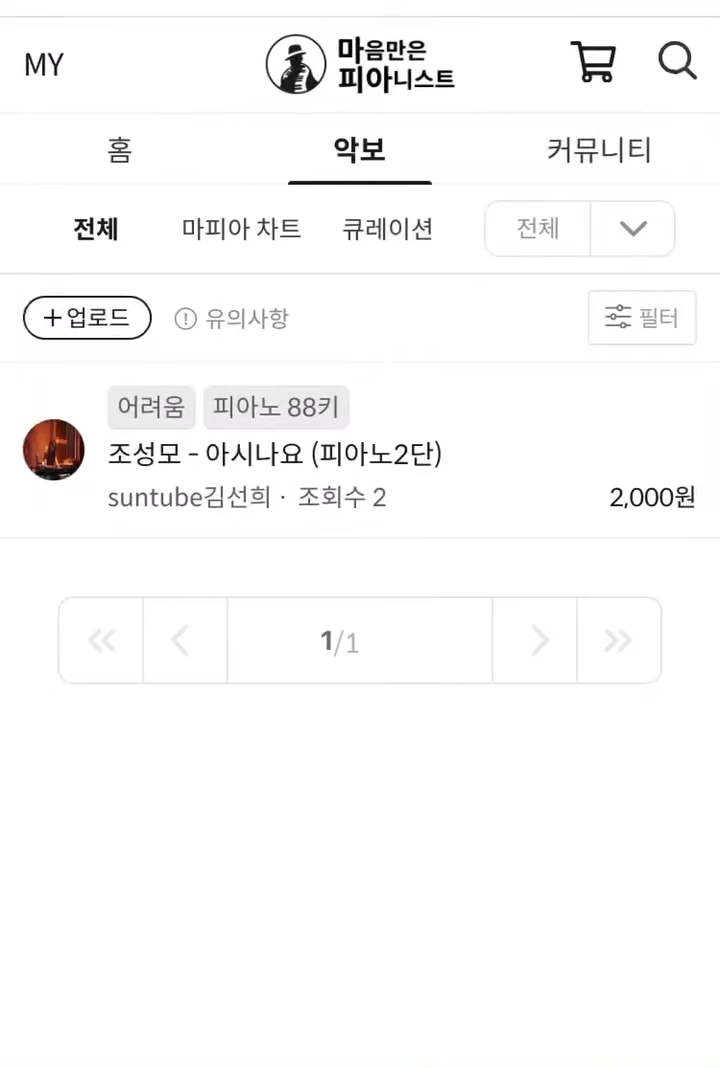 MY
마음만은
피아니스트
홈 악보 커뮤니티
전체 마피아 차트 큐레이션 전체
+업로드 유의사항 필터
어려움 피아노 88키
조성모 - 아시나요 (피아노2단)
suntube김선희 · 조회수 2 2,000원
1/1